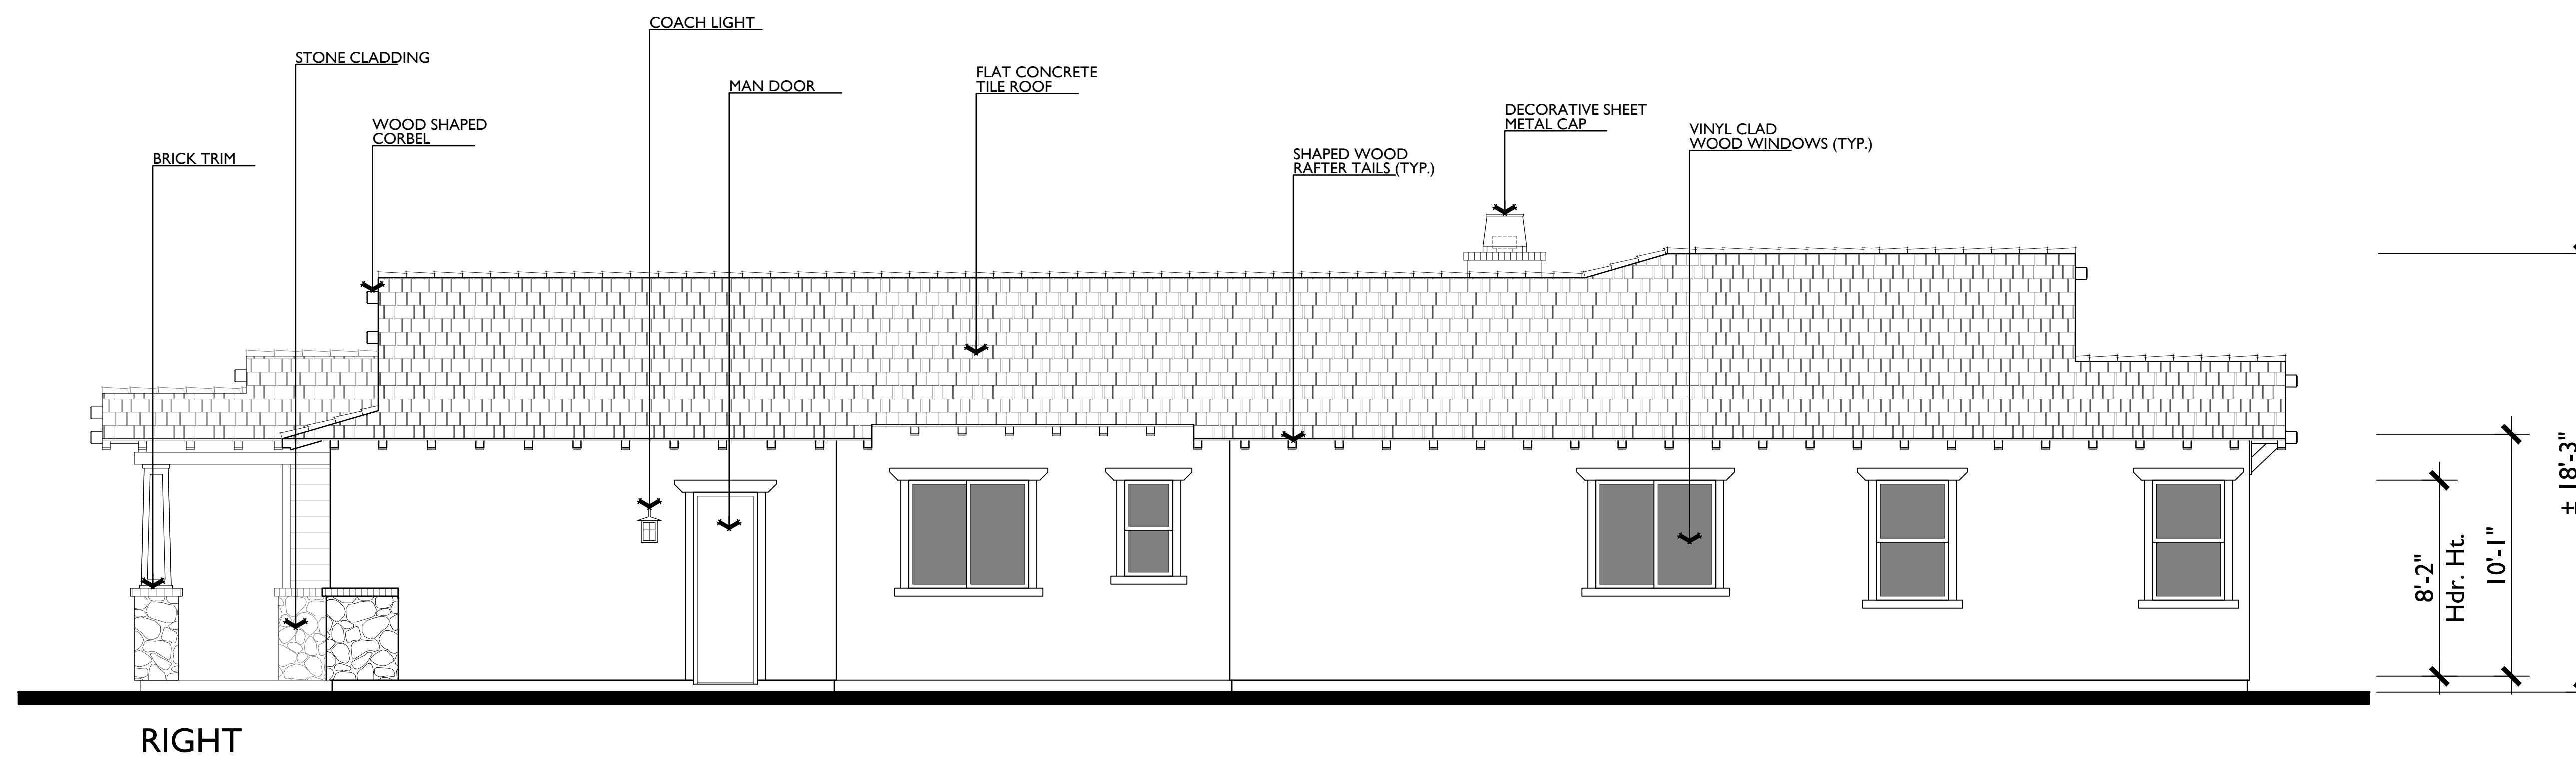 COACH LIGHT
STONE CLADDING
MAN DOOR
FLAT CONCRETE
TILE ROOF
WOOD SHAPED
CORBEL
BRICK TRIM
DECORATIVE SHEET
METAL CAP
SHAPED WOOD
RAFTER TAILS (TYP.)
VINYL CLAD
WOOD WINDOWS (TYP.)
8'-2"
Hdr. Ht.
10'-1"
± 18'-3"
RIGHT